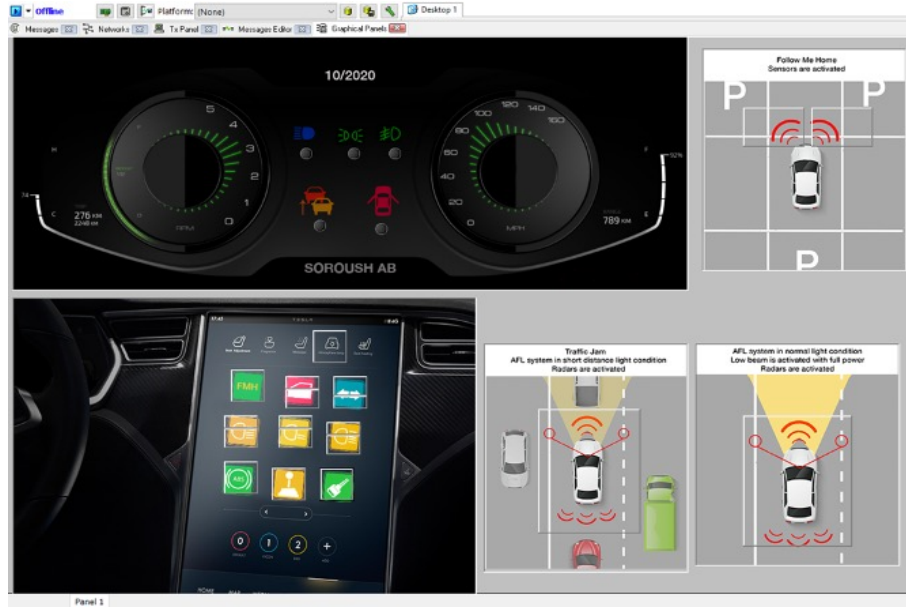 Offline Platform: (None) Desktop 1
Messages Networks Tx Panel Messages Editor Graphical Panels
10/2020
5
4
3
2
1
0
RPM
H
C
74
276 KM
0
20
40
60
80
100
120
140
160
MPH
F
92%
E
789 KM
SOROUSH AB
Follow Me Home
Sensors are activated
P P
P
TESLA
FMH
ABS
0 1 2 +
HOME
Traffic Jam
AFL system in short distance light condition
Radars are activated
AFL system in normal light condition
Low beam is activated with full power
Radars are activated
Panel 1